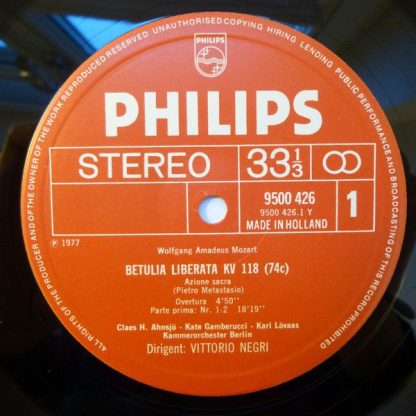 ALL RIGHTS OF THE PRODUCER AND OF THE OWNER OF THE WORK REPRODUCED RESERVED UNAUTHORISED COPYING HIRING LENDING PUBLIC PERFORMANCE AND BROADCASTING OF THIS RECORD PROHIBITED
PHILIPS
PHILIPS
STEREO 33 1/3
9500 426
9500 426.1 Y
MADE IN HOLLAND
1
℗ 1977
Wolfgang Amadeus Mozart
BETULIA LIBERATA KV 118 (74c)
Azione sacra
(Pietro Metastasio)
Overtura 4'50''
Parte prima: Nr. 1-2 18'19''
Claes H. Ahnsjö - Kate Gamberucci - Kari Lövaas
Kammerorchester Berlin
Dirigent: VITTORIO NEGRI